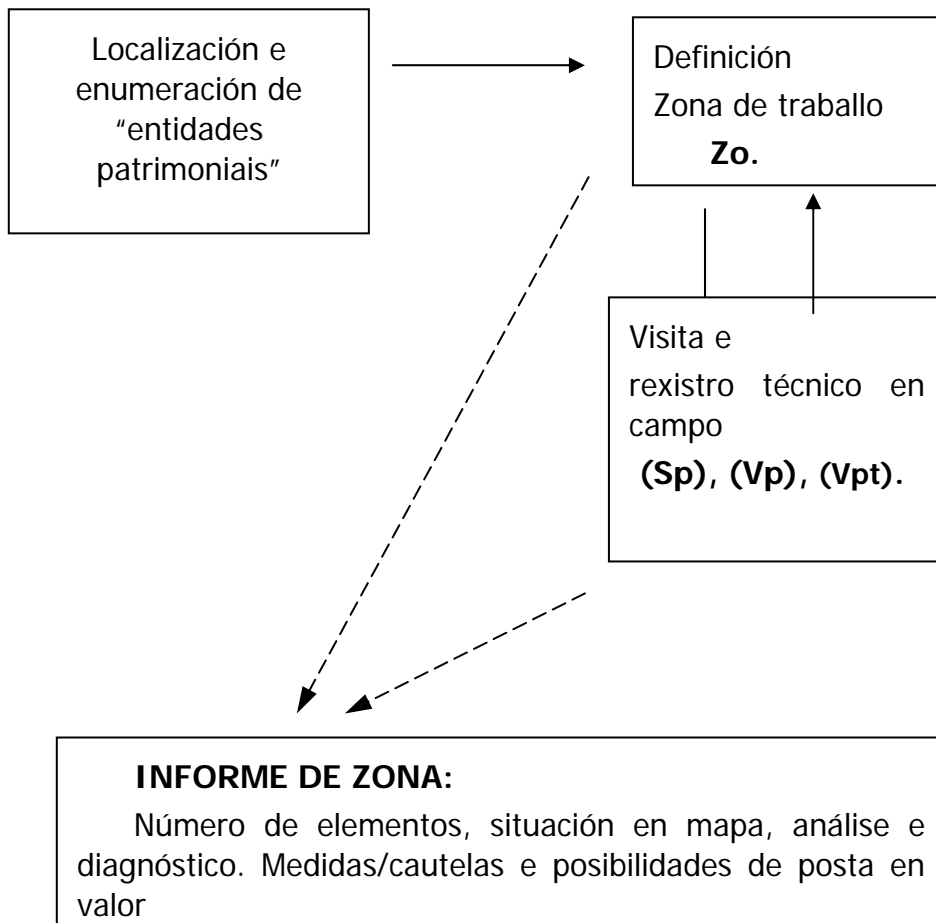 Localización e
enumeración de
“entidades
patrimoniais”
Definición
Zona de traballo
Zo.
Visita e
rexistro técnico en
campo
(Sp), (Vp), (Vpt).
INFORME DE ZONA:
Número de elementos, situación en mapa, análise e
diagnóstico. Medidas/cautelas e posibilidades de posta en
valor